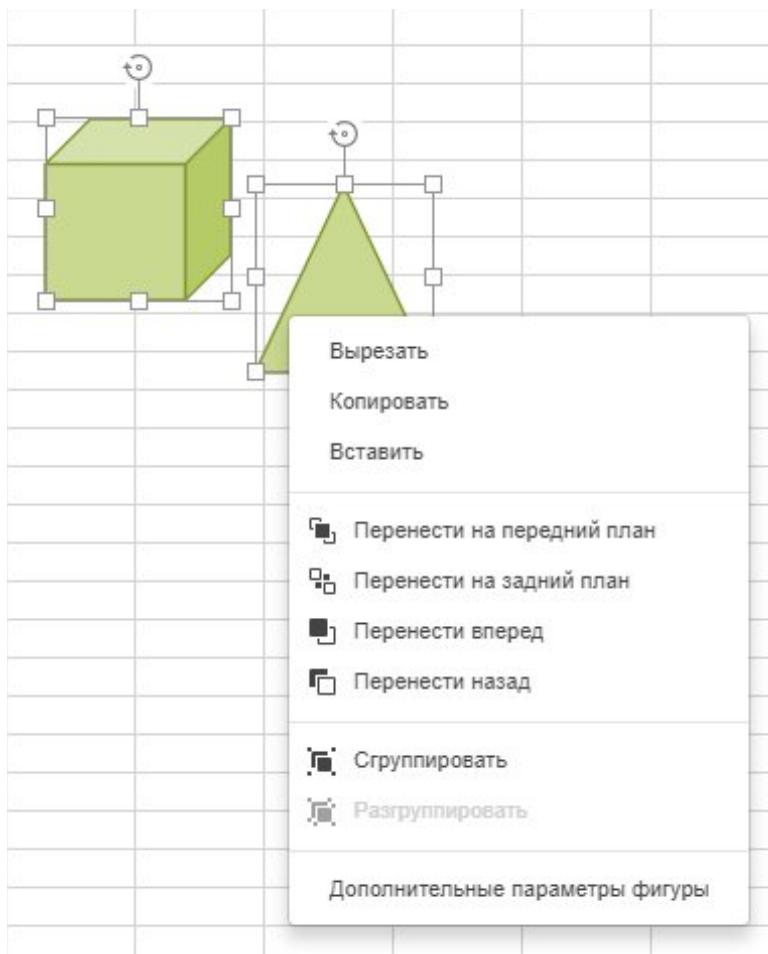 Вырезать
Копировать
Вставить
Перенести на передний план
Перенести на задний план
Перенести вперед
Перенести назад
Сгруппировать
Разгруппировать
Дополнительные параметры фигуры